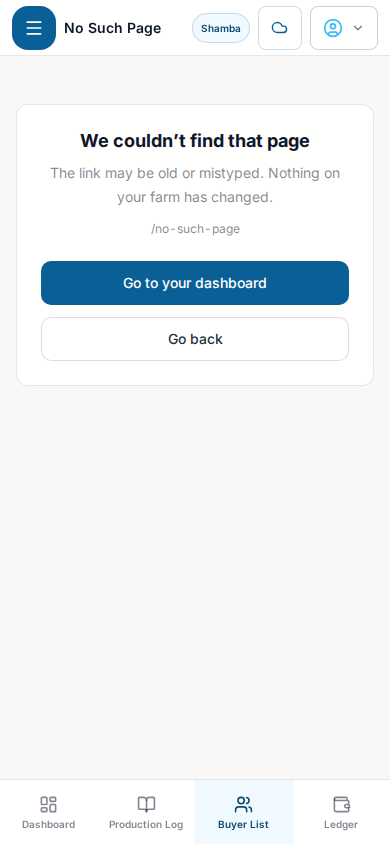 No Such Page
Shamba
We couldn’t find that page
The link may be old or mistyped. Nothing on
your farm has changed.
/no-such-page
Go to your dashboard
Go back
Dashboard
Production Log
Buyer List
Ledger